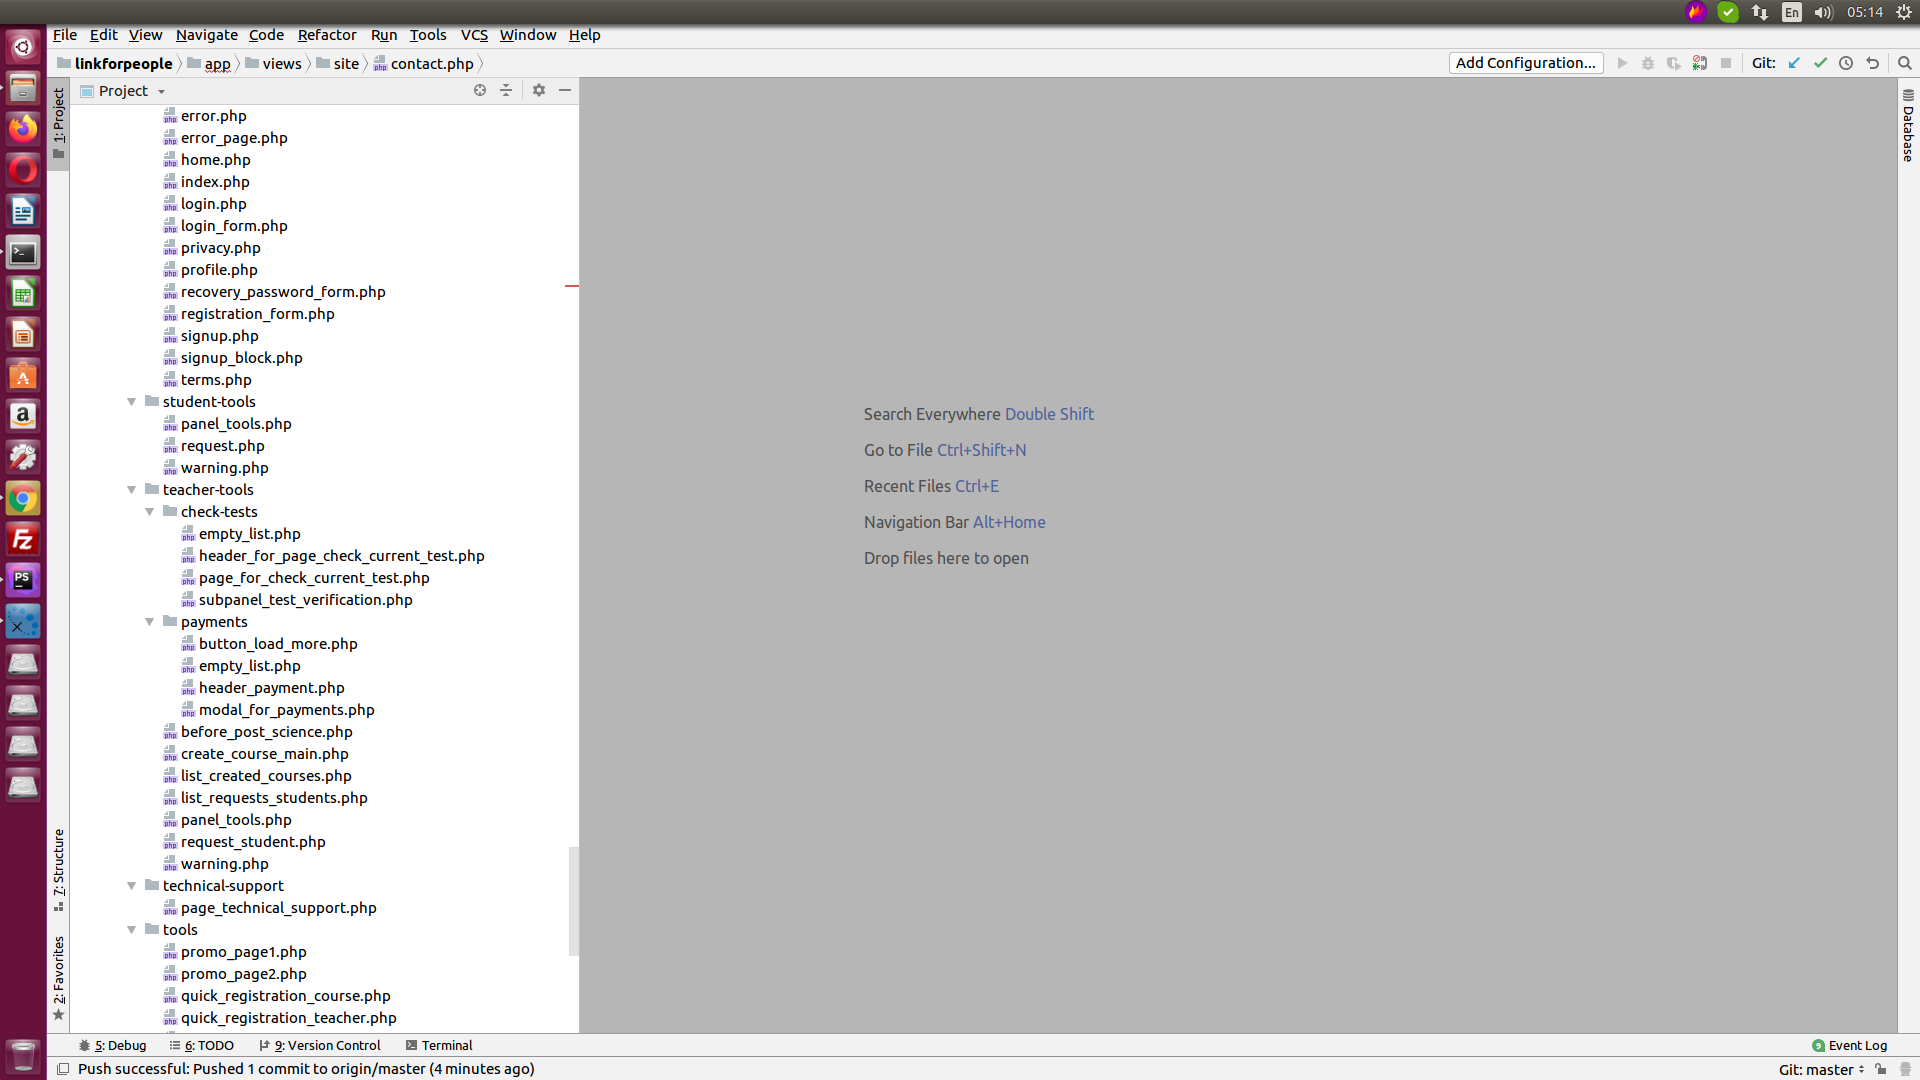 En 05:14
File Edit View Navigate Code Refactor Run Tools VCS Window Help
linkforpeople app views site contact.php Add Configuration... Git:
1: Project
Project
Database
error.php
error_page.php
home.php
index.php
login.php
login_form.php
privacy.php
profile.php
recovery_password_form.php
registration_form.php
signup.php
signup_block.php
terms.php
student-tools
panel_tools.php
request.php
warning.php
teacher-tools
check-tests
empty_list.php
header_for_page_check_current_test.php
page_for_check_current_test.php
subpanel_test_verification.php
payments
button_load_more.php
empty_list.php
header_payment.php
modal_for_payments.php
before_post_science.php
create_course_main.php
list_created_courses.php
list_requests_students.php
panel_tools.php
request_student.php
warning.php
technical-support
page_technical_support.php
tools
promo_page1.php
promo_page2.php
quick_registration_course.php
quick_registration_teacher.php
Search Everywhere Double Shift
Go to File Ctrl+Shift+N
Recent Files Ctrl+E
Navigation Bar Alt+Home
Drop files here to open
7: Structure
2: Favorites
5: Debug 6: TODO 9: Version Control Terminal 9 Event Log
Push successful: Pushed 1 commit to origin/master (4 minutes ago) Git: master